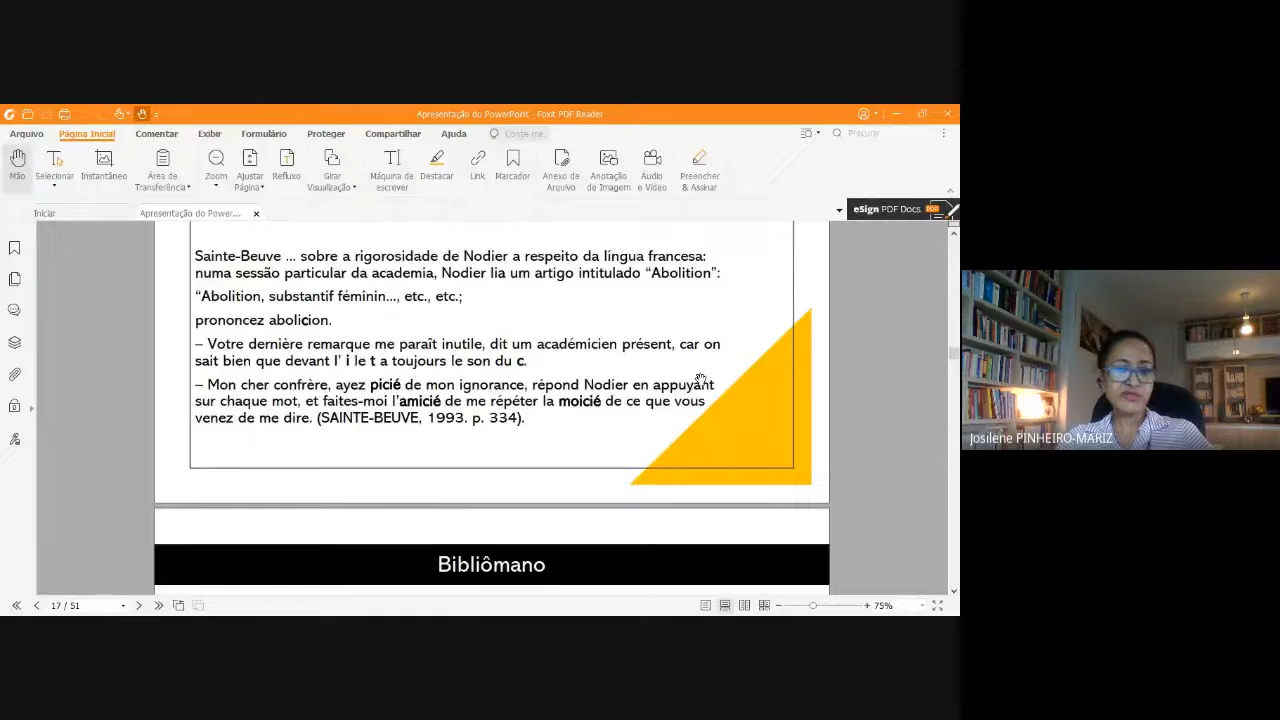 Apresentação do PowerPoint - Foxit PDF Reader
Arquivo Página Inicial Comentar Exibir Formulário Proteger Compartilhar Ajuda Conte-me. Procurar
Mão Selecionar Instantâneo Área de Transferência Zoom Ajustar Página Refluxo Girar Visualização Máquina de escrever Destacar Link Marcador Anexo de Arquivo Anotação de Imagem Áudio e Vídeo Preencher & Assinar
Iniciar Apresentação do Power... eSign PDF Docs. PDF
Sainte-Beuve ... sobre a rigorosidade de Nodier a respeito da língua francesa:
numa sessão particular da academia, Nodier lia um artigo intitulado “Abolition”:
“Abolition, substantif féminin..., etc., etc.;
prononcez abolicion.
– Votre dernière remarque me paraît inutile, dit um académicien présent, car on
sait bien que devant l’ i le t a toujours le son du c.
– Mon cher confrère, ayez picié de mon ignorance, répond Nodier en appuyant
sur chaque mot, et faites-moi l’amicié de me répéter la moicié de ce que vous
venez de me dire. (SAINTE-BEUVE, 1993. p. 334).
Bibliômano
17 / 51 75%
Josilene PINHEIRO-MARIZ